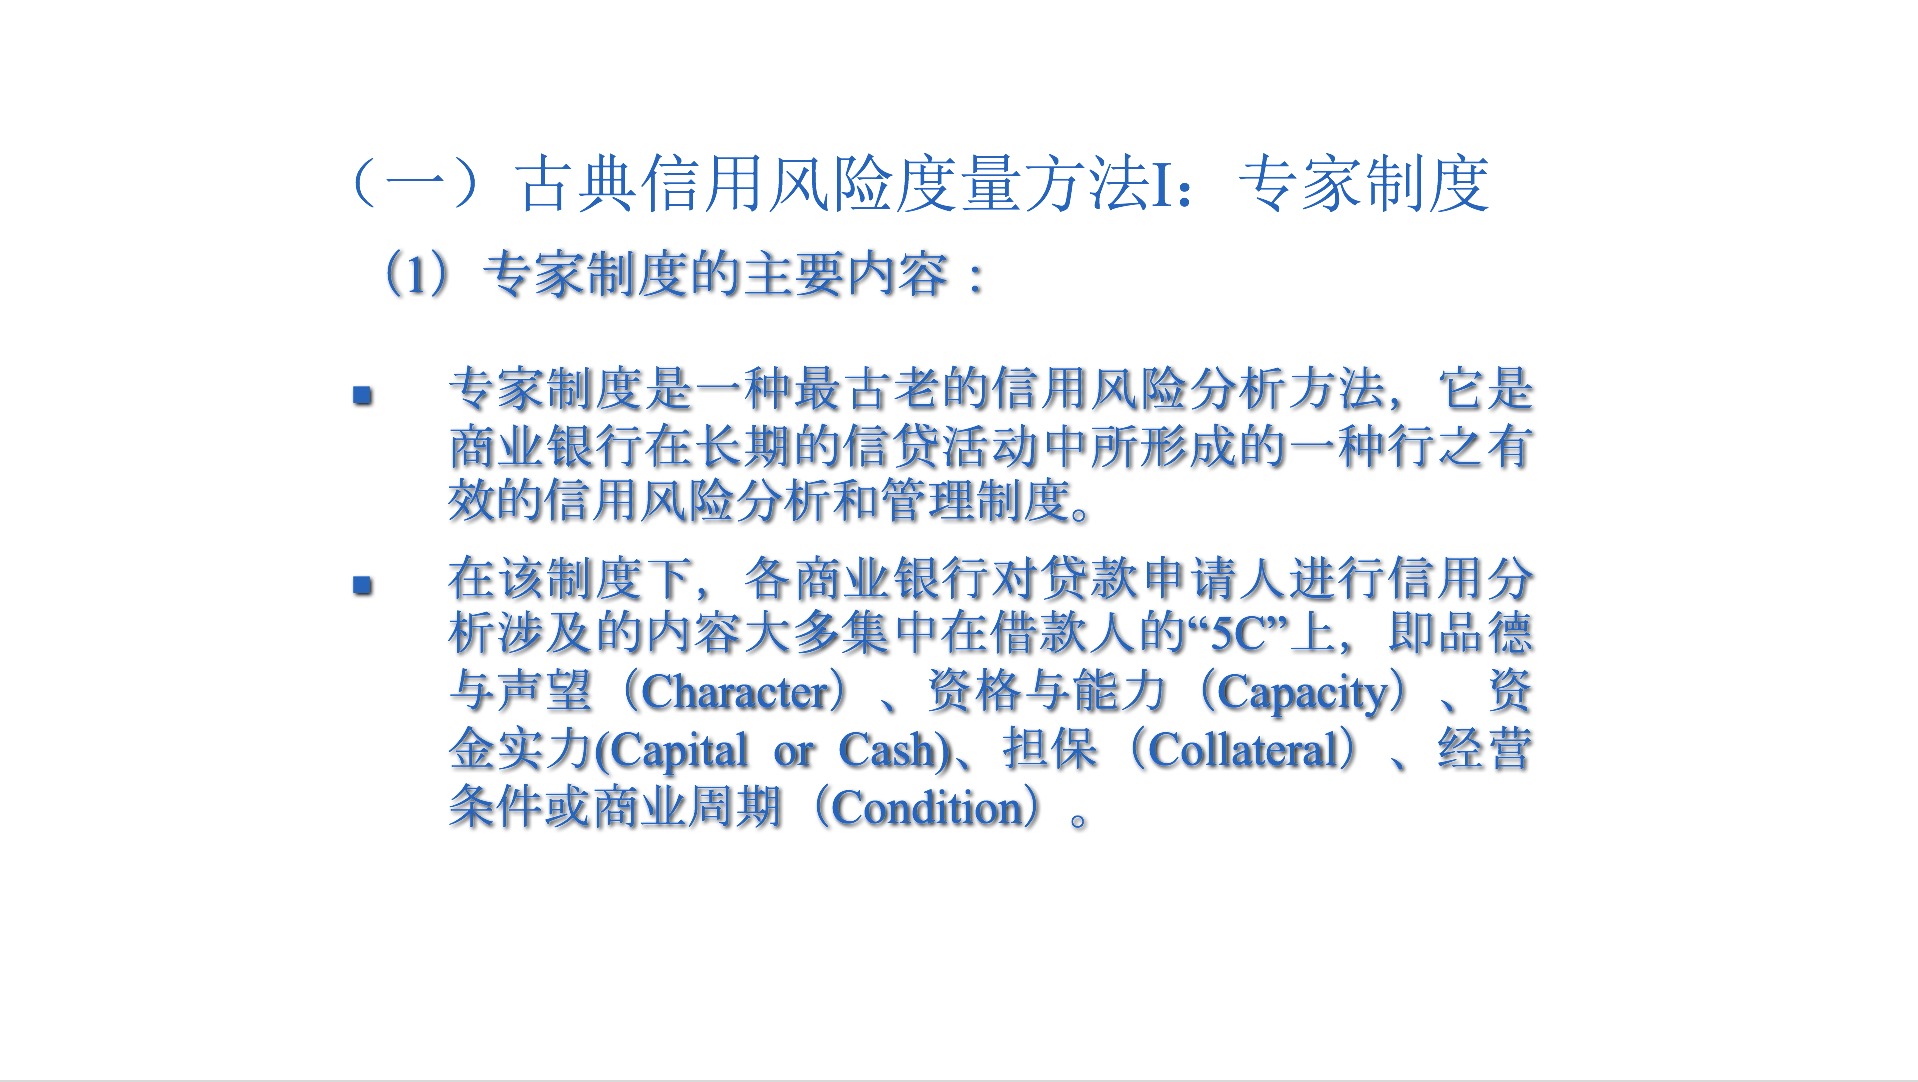 （一）古典信用风险度量方法I：专家制度
（1）专家制度的主要内容：
■ 专家制度是一种最古老的信用风险分析方法，它是
商业银行在长期的信贷活动中所形成的一种行之有
效的信用风险分析和管理制度。
■ 在该制度下，各商业银行对贷款申请人进行信用分
析涉及的内容大多集中在借款人的“5C”上，即品德
与声望（Character）、资格与能力（Capacity）、资
金实力(Capital or Cash)、担保（Collateral）、经营
条件或商业周期（Condition）。